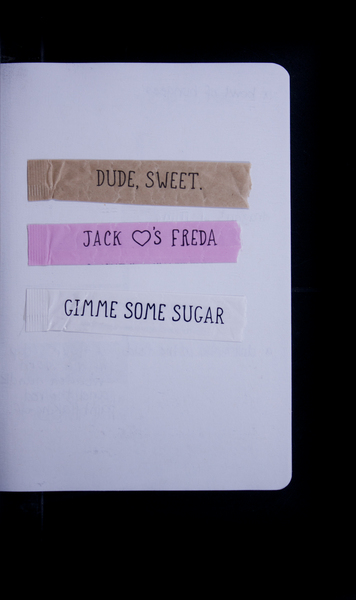 DUDE, SWEET.
JACK ♡'S FREDA
GIMME SOME SUGAR